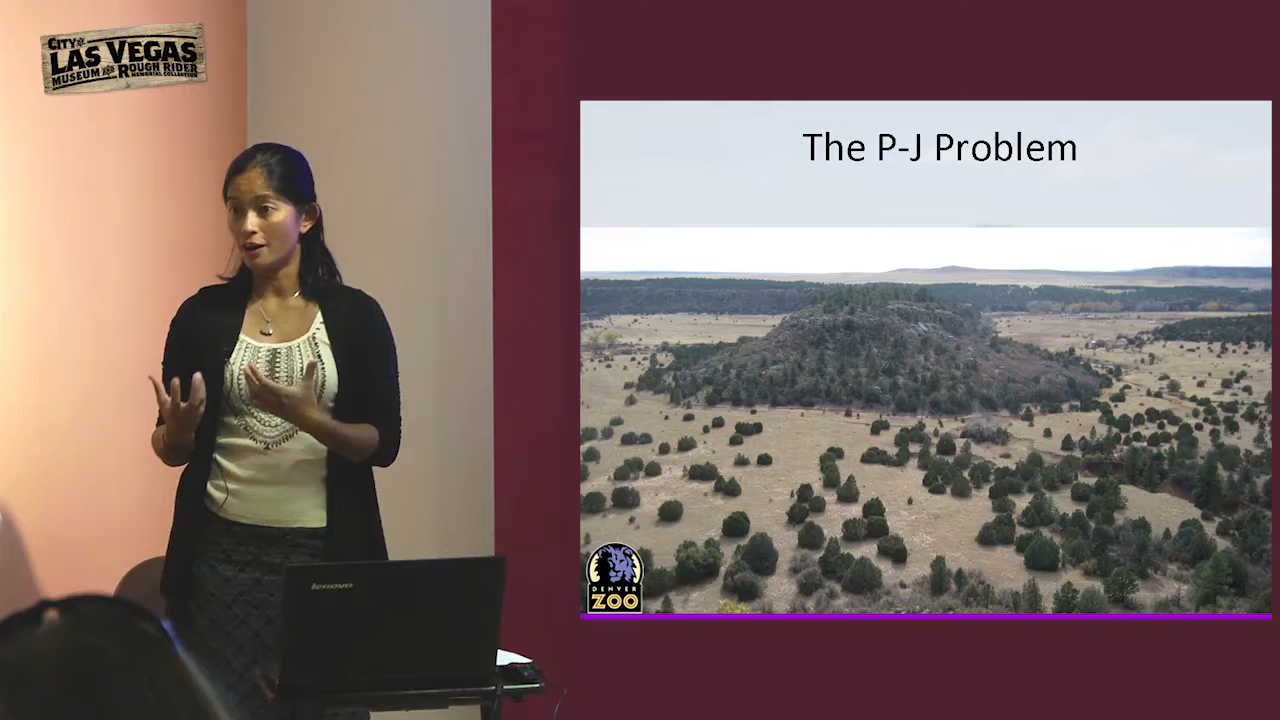 CITY OF
LAS VEGAS
MUSEUM AND ROUGH RIDER
MEMORIAL COLLECTION
The P-J Problem
DENVER
ZOO
lenovo